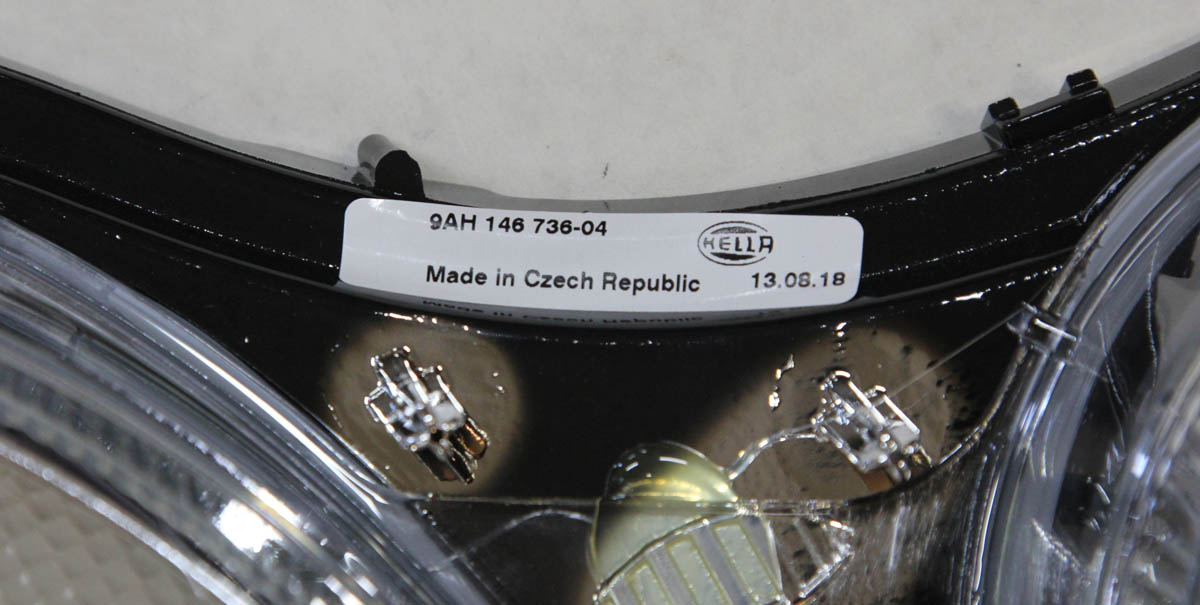 9AH 146 736-04
HELLA
Made in Czech Republic 13.08.18